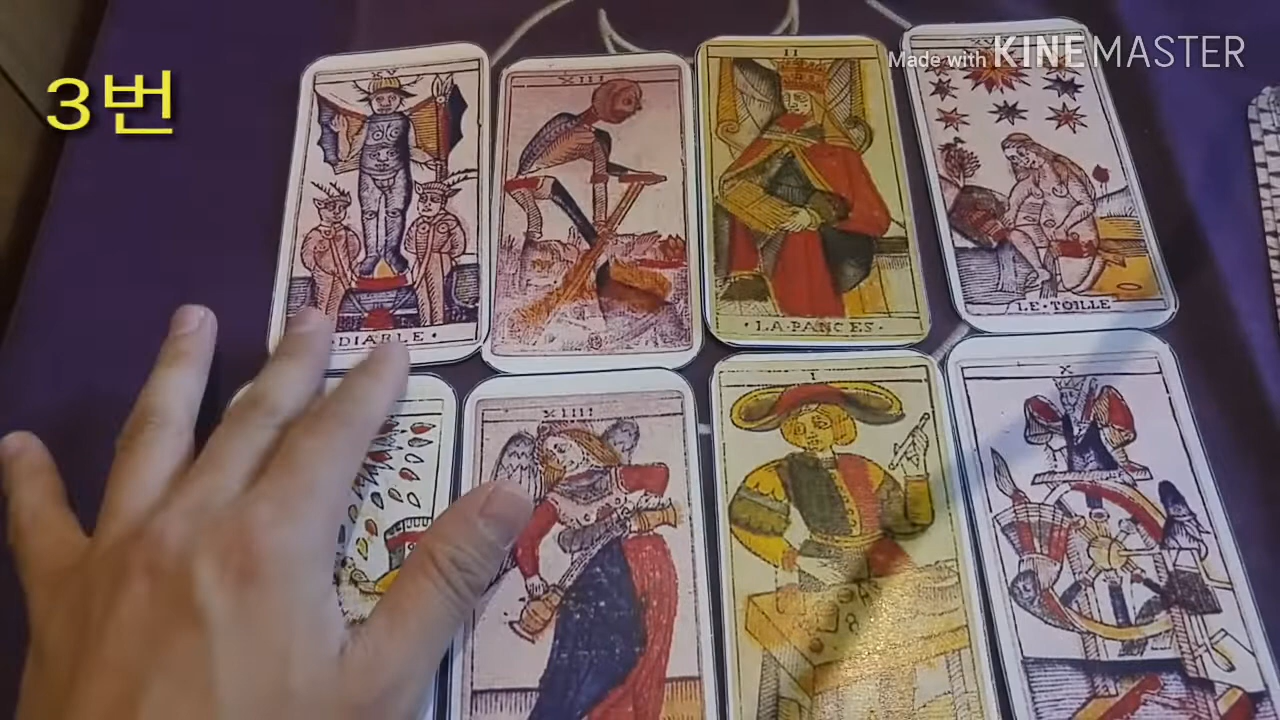 3번
Made with KINEMASTER
XIII
II
XV
DIABLE
LA·PANCES·
LE·TOILLE
XIIII
I
X